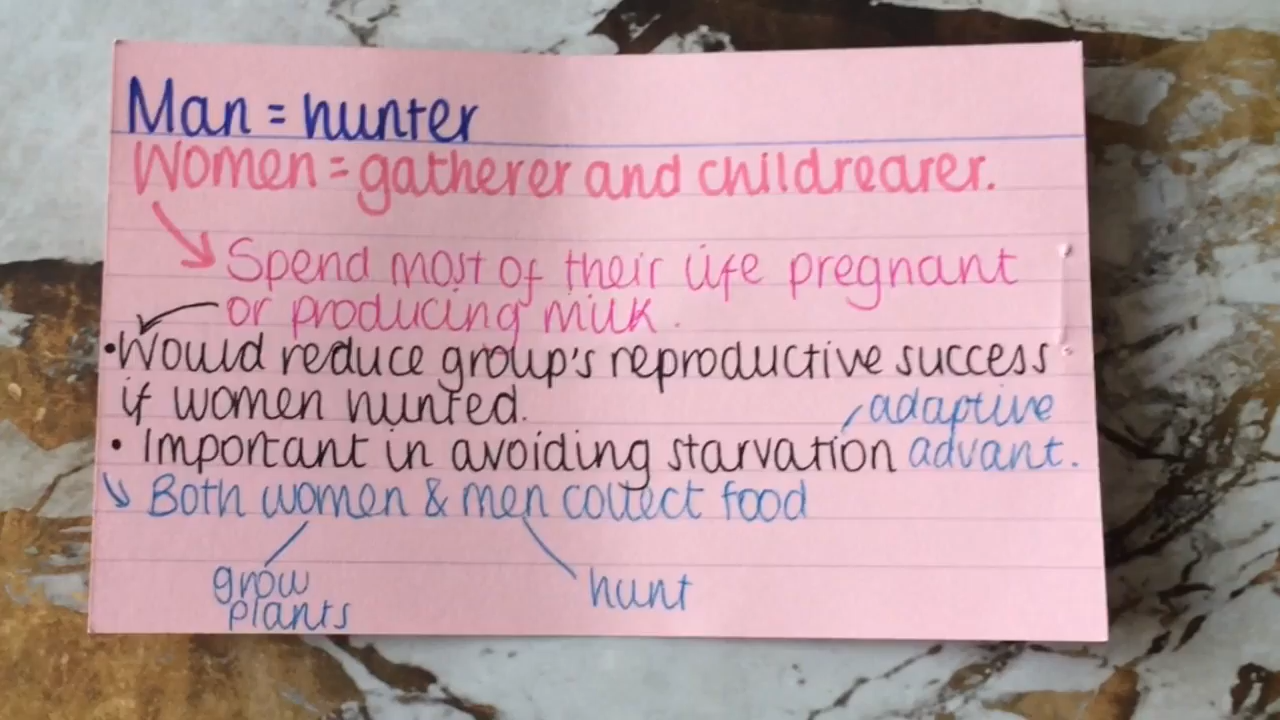 Man = hunter
Women = gatherer and childrearer.
Spend most of their life pregnant
or producing milk.
•Would reduce group's reproductive success
if women hunted.
adaptive
• Important in avoiding starvation advant.
Both women & men collect food
grow
plants
hunt